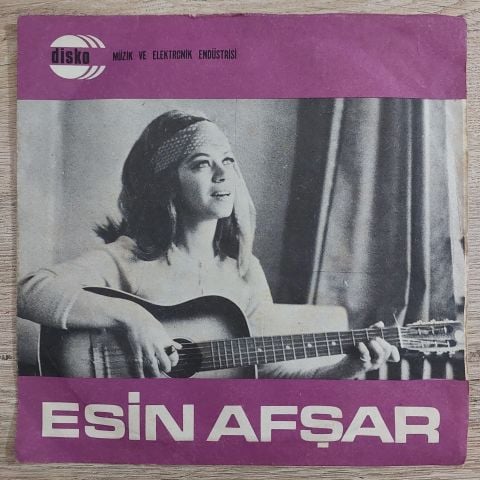 disko
MÜZİK VE ELEKTRONİK ENDÜSTRİSİ
ESİN AFŞAR